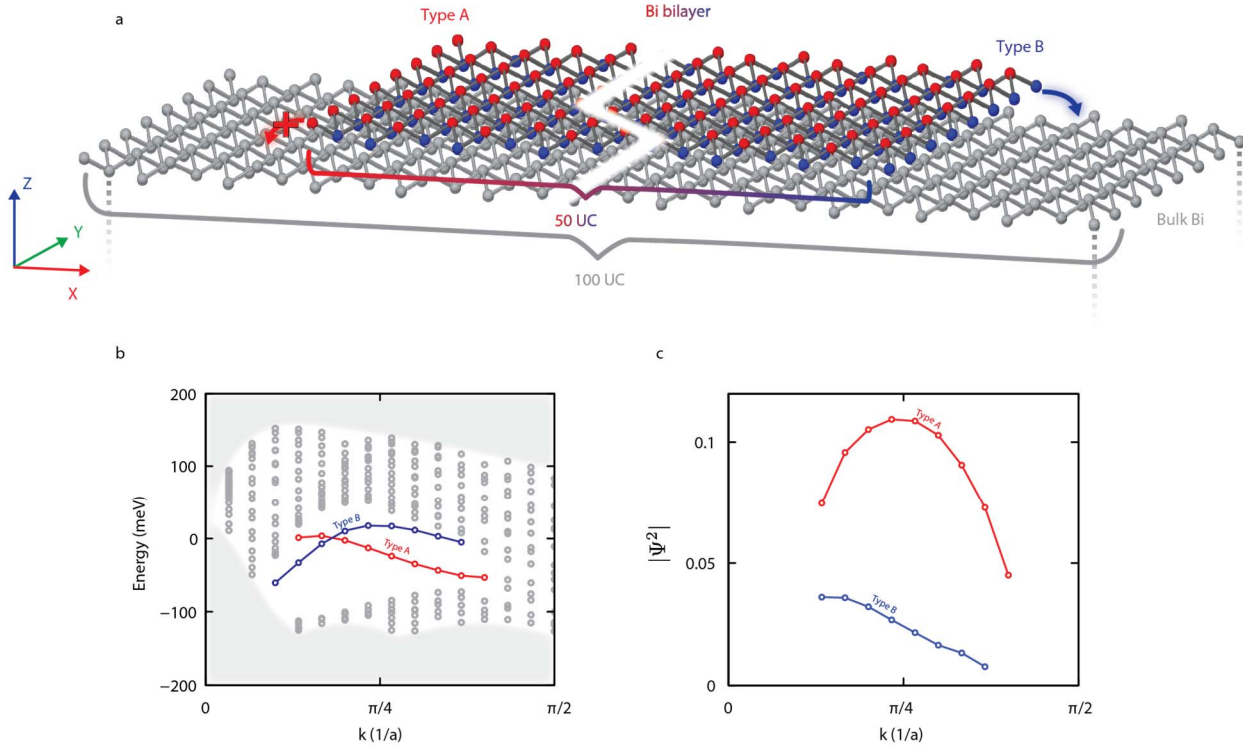 a
Type A
Bi bilayer
Type B
Z
Y
X
50 UC
100 UC
Bulk Bi
b
200
100
0
−100
−200
Energy (meV)
Type B
Type A
0
π/4
π/2
k (1/a)
c
0.1
0.05
0
|Ψ²|
Type A
Type B
0
π/4
π/2
k (1/a)